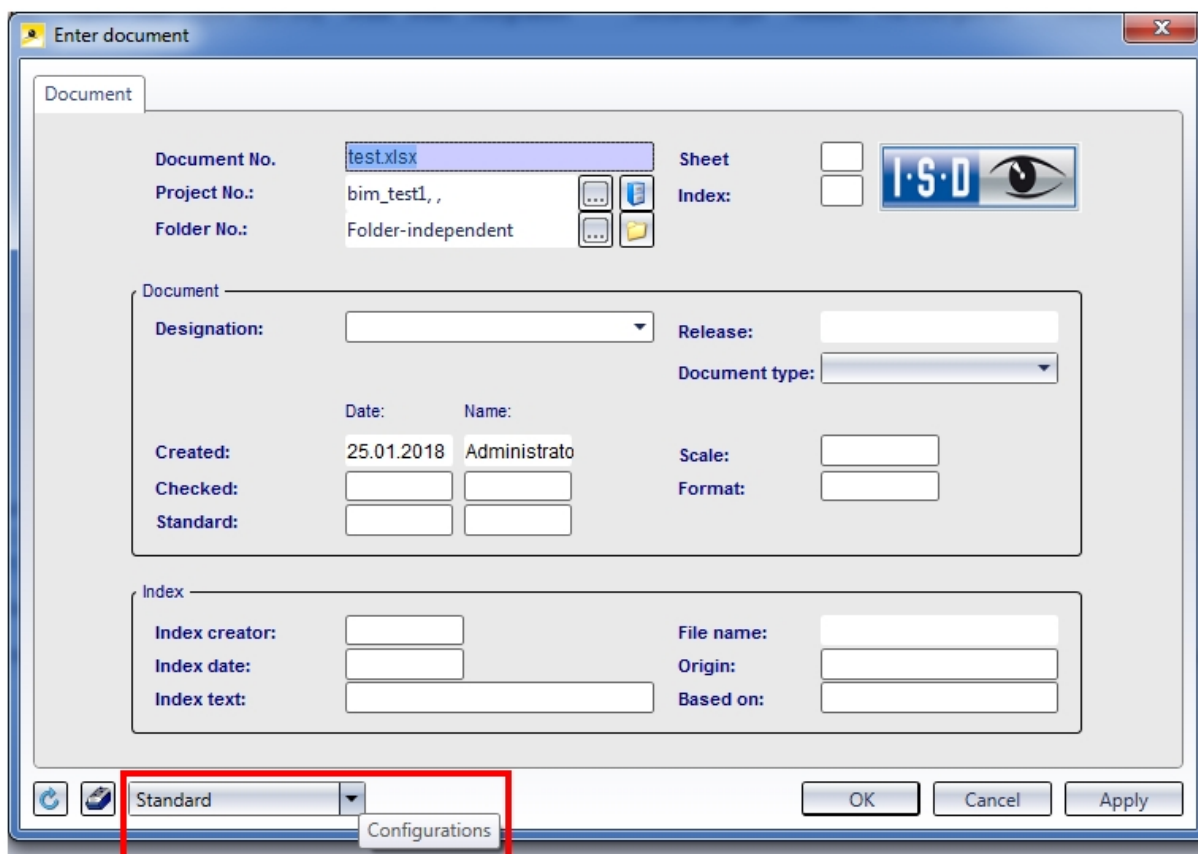 Enter document
Document
Document No. test.xlsx Sheet
Project No.: bim_test1, , ... Index:
Folder No.: Folder-independent ...
I·S·D
Document
Designation: Release:
Document type:
Date: Name:
Created: 25.01.2018 Administrato Scale:
Checked: Format:
Standard:
Index
Index creator: File name:
Index date: Origin:
Index text: Based on:
Standard OK Cancel Apply
Configurations